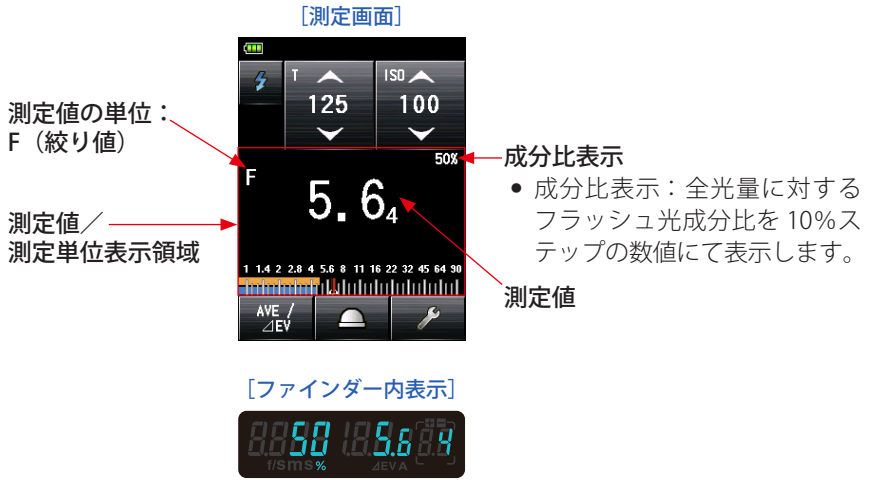 ［測定画面］
T
ISO
125
100
測定値の単位：
F（絞り値）
50%
F
5.6 4
成分比表示
• 成分比表示：全光量に対する
フラッシュ光成分比を 10%ス
テップの数値にて表示します。
測定値／
測定単位表示領域
1 1.4 2 2.8 4 5.6 8 11 16 22 32 45 64 90
測定値
AVE /
⊿EV
［ファインダー内表示］
50 5.6 4
f/sms% ⊿EV A